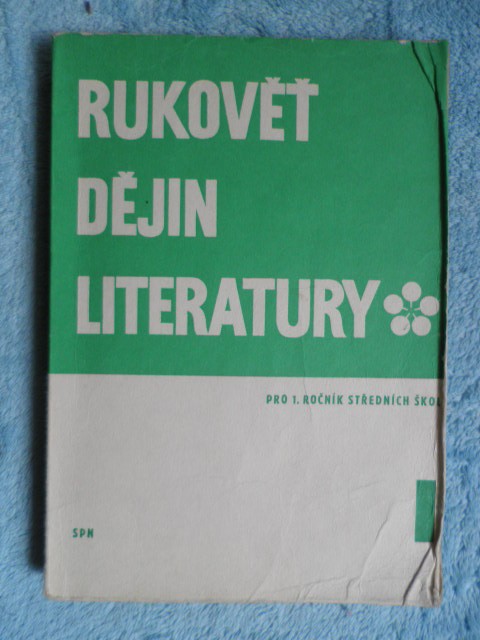 RUKOVĚŤ
DĚJIN
LITERATURY
PRO 1. ROČNÍK STŘEDNÍCH ŠKOL
SPN